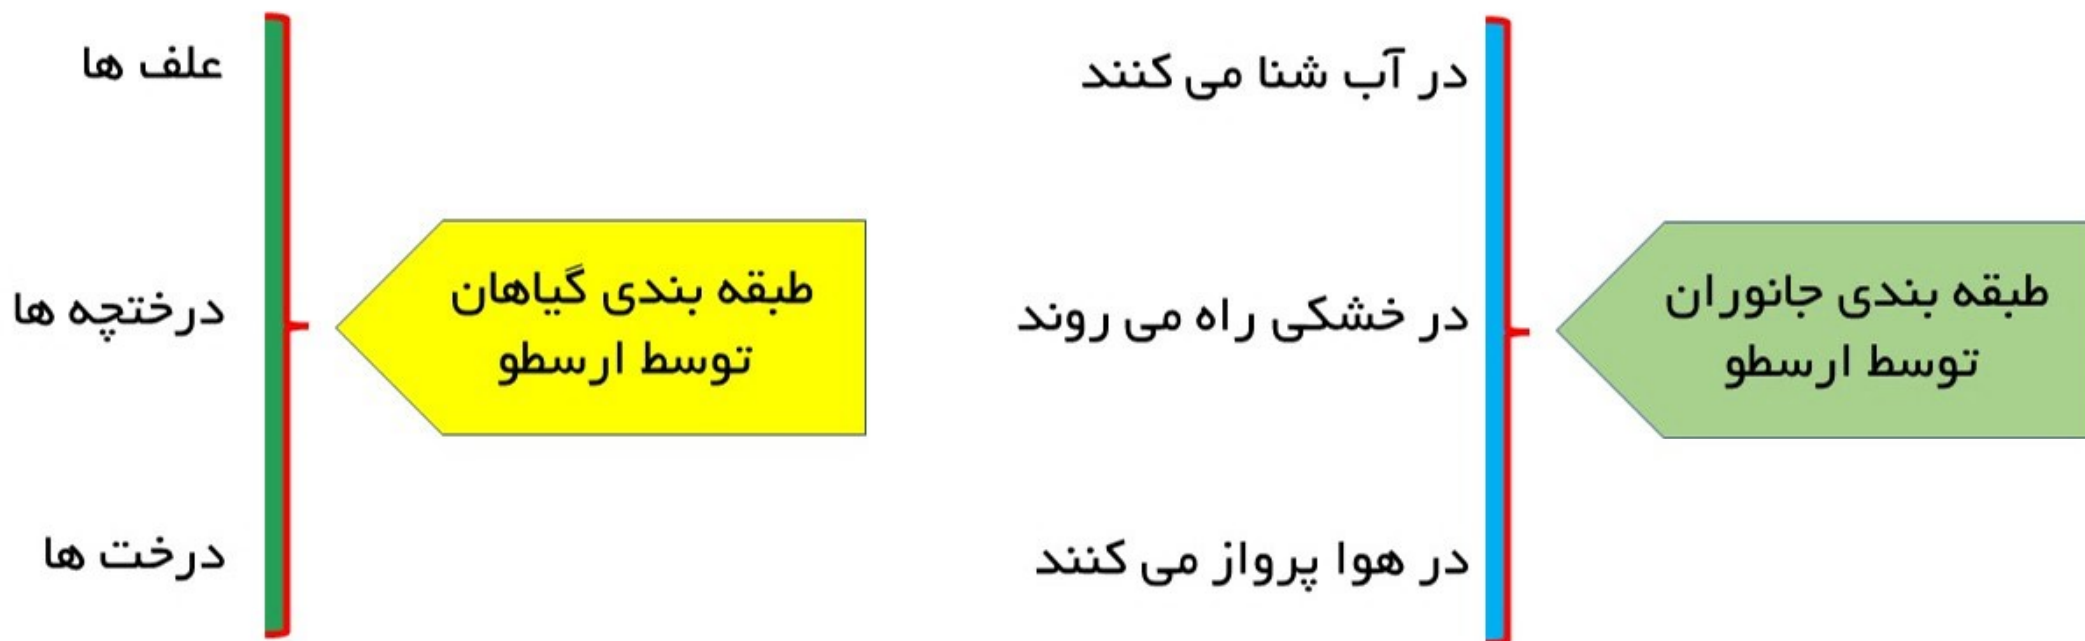 طبقه بندی جانوران
توسط ارسطو
در آب شنا می کنند
در خشکی راه می روند
در هوا پرواز می کنند
طبقه بندی گیاهان
توسط ارسطو
علف ها
درختچه ها
درخت ها